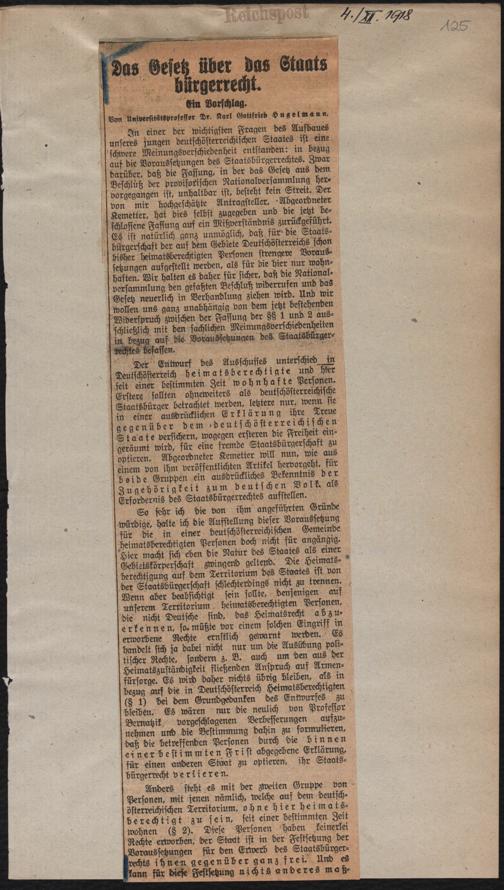 Reichspost
4./XII. 1918
125
Das Gesetz über das Staats
bürgerrecht.
Ein Vorschlag.
Von Universitätsprofessor Dr. Karl Gottfried Hugelmann.
In einer der wichtigsten Fragen des Aufbaues
unseres jungen deutschösterreichischen Staates ist eine
schwere Meinungsverschiedenheit entstanden: in bezug
auf die Voraussetzungen des Staatsbürgerrechtes. Zwar
darüber, daß die Fassung, in der das Gesetz aus dem
Beschluß der provisorischen Nationalversammlung her-
vorgegangen ist, unhaltbar ist, besteht kein Streit. Der
von mir hochgeschätzte Antragsteller, Abgeordneter
Kemetter, hat dies selbst zugegeben und die jetzt be-
schlossene Fassung auf ein Mißverständnis zurückgeführt.
Es ist natürlich ganz unmöglich, daß für die Staats-
bürgerschaft der auf dem Gebiete Deutschösterreichs schon
bisher heimatsberechtigten Personen strengere Voraus-
setzungen aufgestellt werden, als für die hier nur wohn-
haften. Wir halten es daher für sicher, daß die National-
versammlung den gefaßten Beschluß widerrufen und das
Gesetz neuerlich in Verhandlung ziehen wird. Und wir
wollen uns ganz unabhängig von dem jetzt bestehenden
Widerspruch zwischen der Fassung der §§ 1 und 2 aus-
schließlich mit den sachlichen Meinungsverschiedenheiten
in bezug auf die Voraussetzungen des Staatsbürger-
rechtes befassen.
Der Entwurf des Ausschusses unterschied in
Deutschösterreich heimatsberechtigte und hier
seit einer bestimmten Zeit wohnhafte Personen.
Erstere sollten ohneweiters als deutschösterreichische
Staatsbürger betrachtet werden, letztere nur, wenn sie
in einer ausdrücklichen Erklärung ihre Treue
gegenüber dem deutschösterreichischen
Staate versichern, wogegen ersteren die Freiheit ein-
geräumt wird, für eine fremde Staatsbürgerschaft zu
optieren. Abgeordneter Kemetter will nun, wie aus
einem von ihm veröffentlichten Artikel hervorgeht, für
beide Gruppen ein ausdrückliches Bekenntnis der
Zugehörigkeit zum deutschen Volk als
Erfordernis des Staatsbürgerrechtes aufstellen.
So sehr ich die von ihm angeführten Gründe
würdige, halte ich die Aufstellung dieser Voraussetzung
für die in einer deutschösterreichischen Gemeinde
heimatsberechtigten Personen doch nicht für angängig.
Hier macht sich eben die Natur des Staates als einer
Gebietskörperschaft zwingend geltend. Die Heimats-
berechtigung auf dem Territorium des Staates ist von
der Staatsbürgerschaft schlechterdings nicht zu trennen.
Wenn aber beabsichtigt sein sollte, denjenigen auf
unserem Territorium heimatsberechtigten Personen,
die nicht Deutsche sind, das Heimatsrecht abzu-
erkennen, so müßte vor einem solchen Eingriff in
erworbene Rechte ernstlich gewarnt werden. Es
handelt sich ja dabei nicht nur um die Ausübung poli-
tischer Rechte, sondern z. B. auch um den aus der
Heimatszuständigkeit fließenden Anspruch auf Armen-
fürsorge. Es wird daher nichts übrig bleiben, als in
bezug auf die in Deutschösterreich Heimatsberechtigten
(§ 1) bei dem Grundgedanken des Entwurfes zu
bleiben. Es wären nur die neulich von Professor
Bernatzik vorgeschlagenen Verbesserungen aufzu-
nehmen und die Bestimmung dahin zu formulieren,
daß die betreffenden Personen durch die binnen
einer bestimmten Frist abgegebene Erklärung,
für einen anderen Staat zu optieren, ihr Staats-
bürgerrecht verlieren.
Anders steht es mit der zweiten Gruppe von
Personen, mit jenen nämlich, welche auf dem deutsch-
österreichischen Territorium, ohne hier heimats-
berechtigt zu sein, seit einer bestimmten Zeit
wohnen (§ 2). Diese Personen haben keinerlei
Rechte erworben, der Staat ist in der Festsetzung der
Voraussetzungen für den Erwerb des Staatsbürger-
rechts ihnen gegenüber ganz frei. Und es
kann für diese Festsetzung nichts anderes maß-